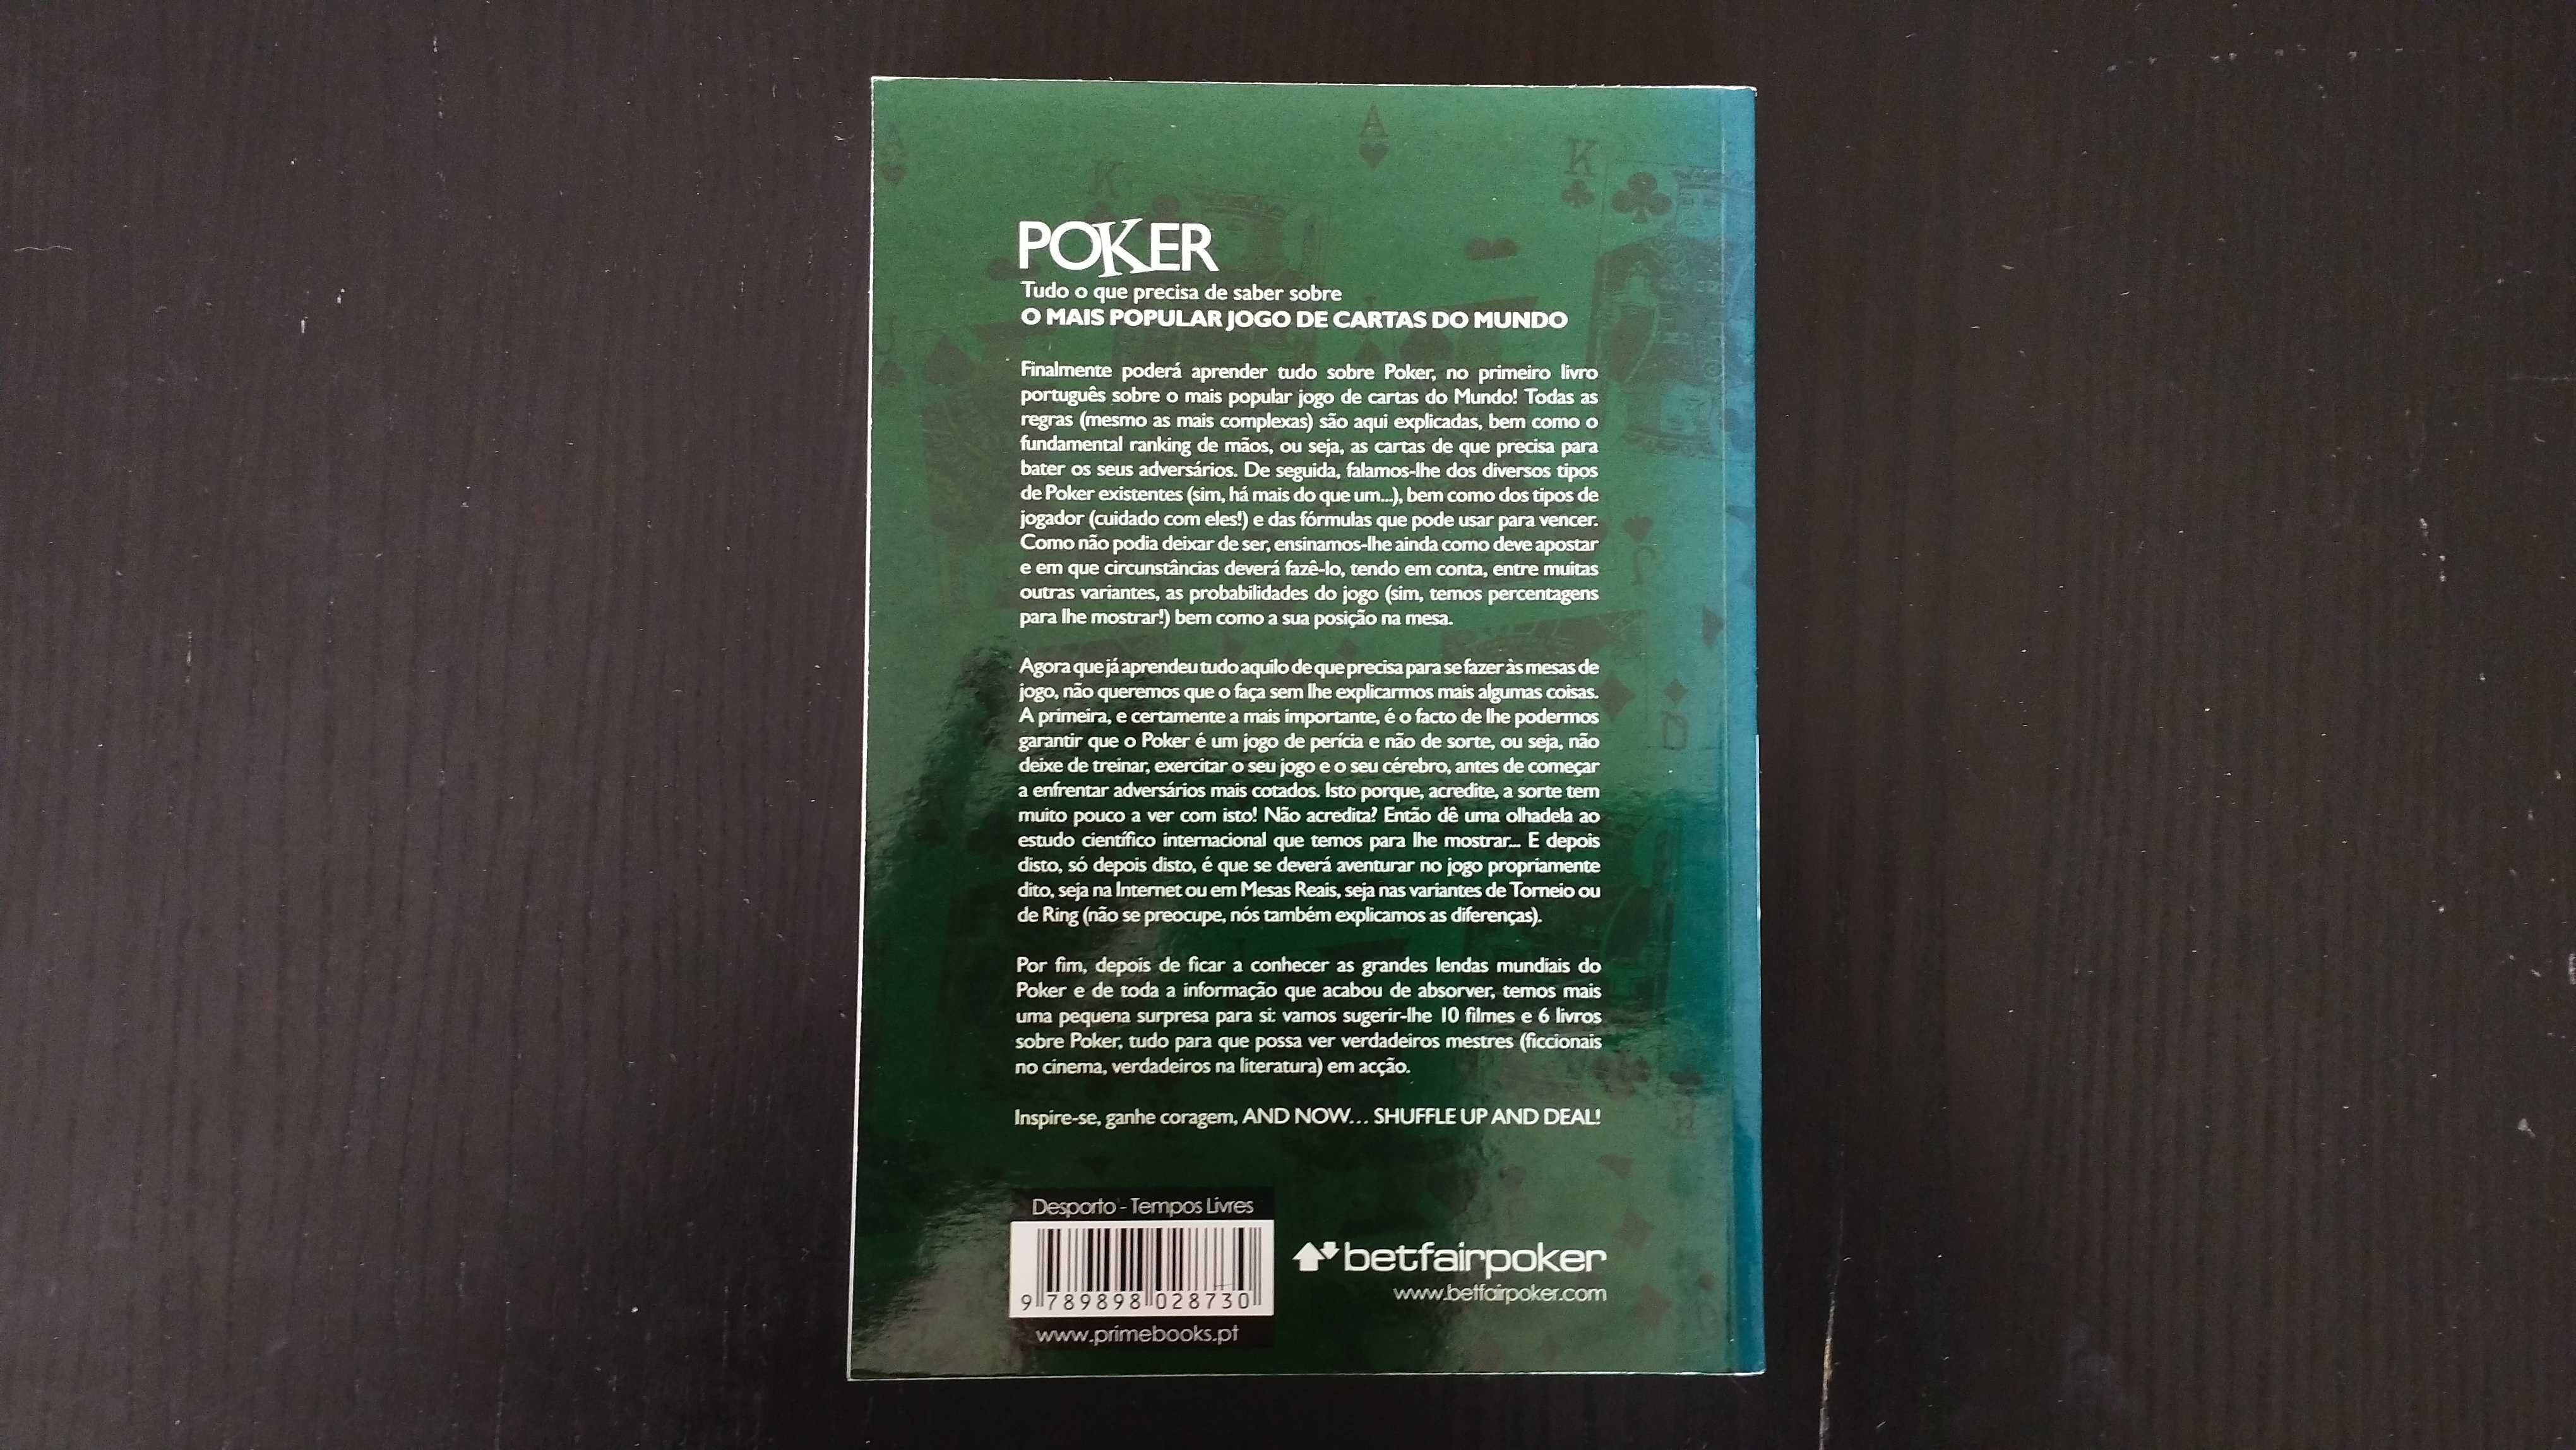 POKER
Tudo o que precisa de saber sobre
O MAIS POPULAR JOGO DE CARTAS DO MUNDO
Finalmente poderá aprender tudo sobre Poker, no primeiro livro
português sobre o mais popular jogo de cartas do Mundo! Todas as
regras (mesmo as mais complexas) são aqui explicadas, bem como o
fundamental ranking de mãos, ou seja, as cartas de que precisa para
bater os seus adversários. De seguida, falamos-lhe dos diversos tipos
de Poker existentes (sim, há mais do que um...), bem como dos tipos de
jogador (cuidado com eles!) e das fórmulas que pode usar para vencer.
Como não podia deixar de ser, ensinamos-lhe ainda como deve apostar
e em que circunstâncias deverá fazê-lo, tendo em conta, entre muitas
outras variantes, as probabilidades do jogo (sim, temos percentagens
para lhe mostrar!) bem como a sua posição na mesa.
Agora que já aprendeu tudo aquilo de que precisa para se fazer às mesas de
jogo, não queremos que o faça sem lhe explicarmos mais algumas coisas.
A primeira, e certamente a mais importante, é o facto de lhe podermos
garantir que o Poker é um jogo de perícia e não de sorte, ou seja, não
deixe de treinar, exercitar o seu jogo e o seu cérebro, antes de começar
a enfrentar adversários mais cotados. Isto porque, acredite, a sorte tem
muito pouco a ver com isto! Não acredita? Então dê uma olhadela ao
estudo científico internacional que temos para lhe mostrar... E depois
disto, só depois disto, é que se deverá aventurar no jogo propriamente
dito, seja na Internet ou em Mesas Reais, seja nas variantes de Torneio ou
de Ring (não se preocupe, nós também explicamos as diferenças).
Por fim, depois de ficar a conhecer as grandes lendas mundiais do
Poker e de toda a informação que acabou de absorver, temos mais
uma pequena surpresa para si: vamos sugerir-lhe 10 filmes e 6 livros
sobre Poker, tudo para que possa ver verdadeiros mestres (ficcionais
no cinema, verdadeiros na literatura) em acção.
Inspire-se, ganhe coragem, AND NOW... SHUFFLE UP AND DEAL!
Desporto - Tempos Livres
9 789898 028730
www.primebooks.pt
betfairpoker
www.betfairpoker.com